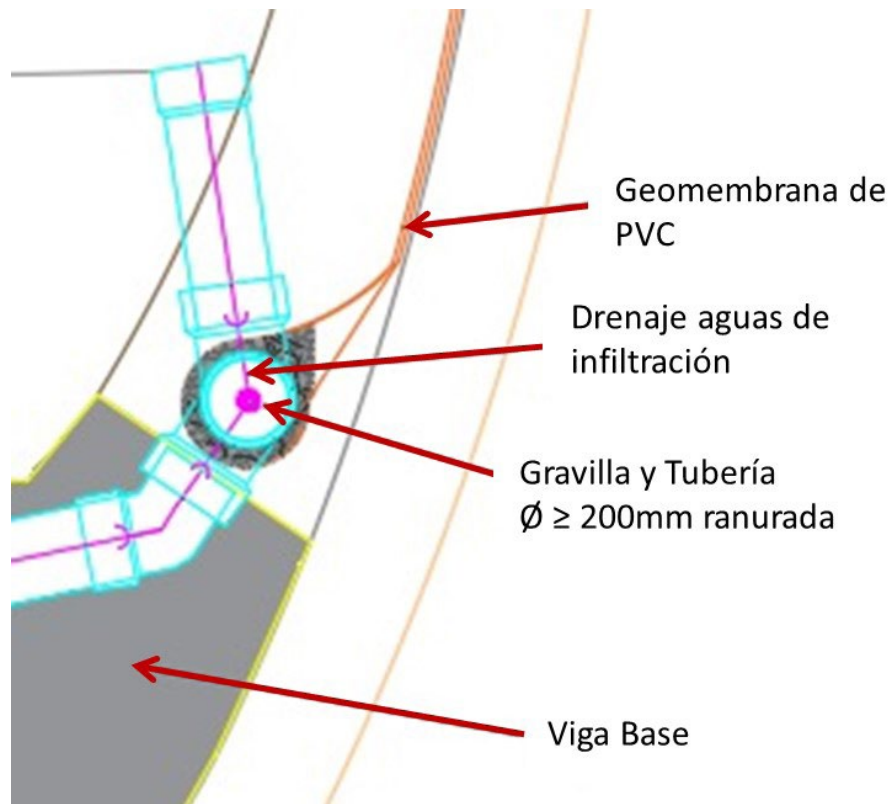 Geomembrana de
PVC
Drenaje aguas de
infiltración
Gravilla y Tubería
Ø ≥ 200mm ranurada
Viga Base